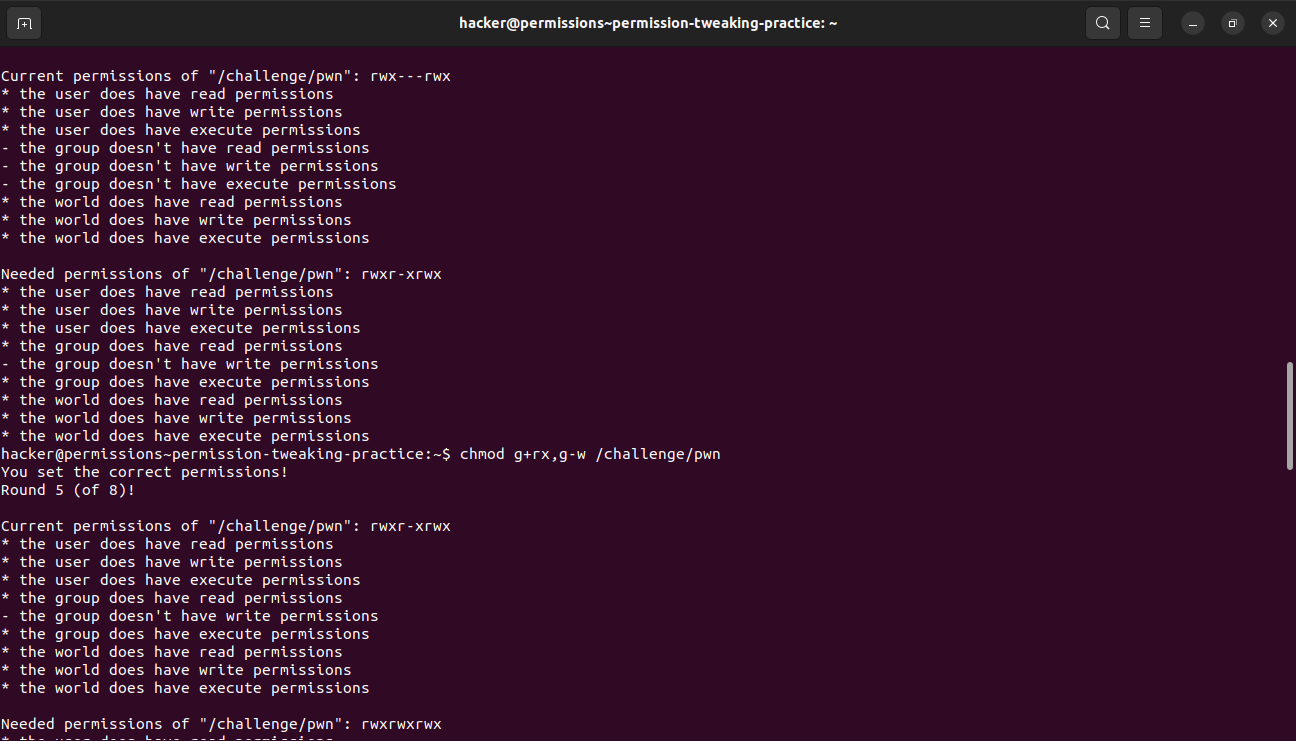 hacker@permissions~permission-tweaking-practice: ~
Current permissions of "/challenge/pwn": rwx---rwx
* the user does have read permissions
* the user does have write permissions
* the user does have execute permissions
- the group doesn't have read permissions
- the group doesn't have write permissions
- the group doesn't have execute permissions
* the world does have read permissions
* the world does have write permissions
* the world does have execute permissions
Needed permissions of "/challenge/pwn": rwxr-xrwx
* the user does have read permissions
* the user does have write permissions
* the user does have execute permissions
* the group does have read permissions
- the group doesn't have write permissions
* the group does have execute permissions
* the world does have read permissions
* the world does have write permissions
* the world does have execute permissions
hacker@permissions~permission-tweaking-practice:~$ chmod g+rx,g-w /challenge/pwn
You set the correct permissions!
Round 5 (of 8)!
Current permissions of "/challenge/pwn": rwxr-xrwx
* the user does have read permissions
* the user does have write permissions
* the user does have execute permissions
* the group does have read permissions
- the group doesn't have write permissions
* the group does have execute permissions
* the world does have read permissions
* the world does have write permissions
* the world does have execute permissions
Needed permissions of "/challenge/pwn": rwxrwxrwx
* the user does have read permissions